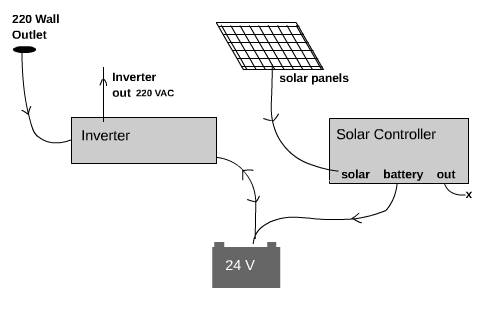 220 Wall
Outlet
Inverter
out 220 VAC
solar panels
Inverter
Solar Controller
solar battery out
x
24 V